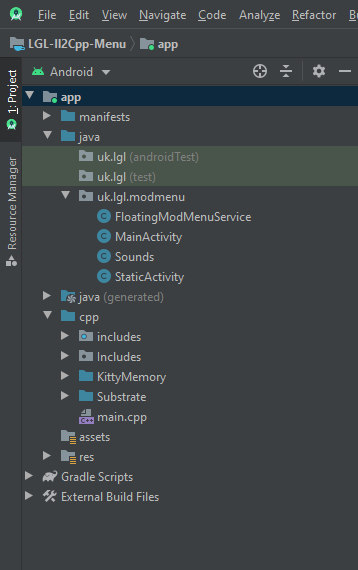 File Edit View Navigate Code Analyze Refactor
LGL-Il2Cpp-Menu app
1: Project
Resource Manager
Android
app
manifests
java
uk.lgl (androidTest)
uk.lgl (test)
uk.lgl.modmenu
FloatingModMenuService
MainActivity
Sounds
StaticActivity
java (generated)
cpp
includes
Includes
KittyMemory
Substrate
main.cpp
assets
res
Gradle Scripts
External Build Files